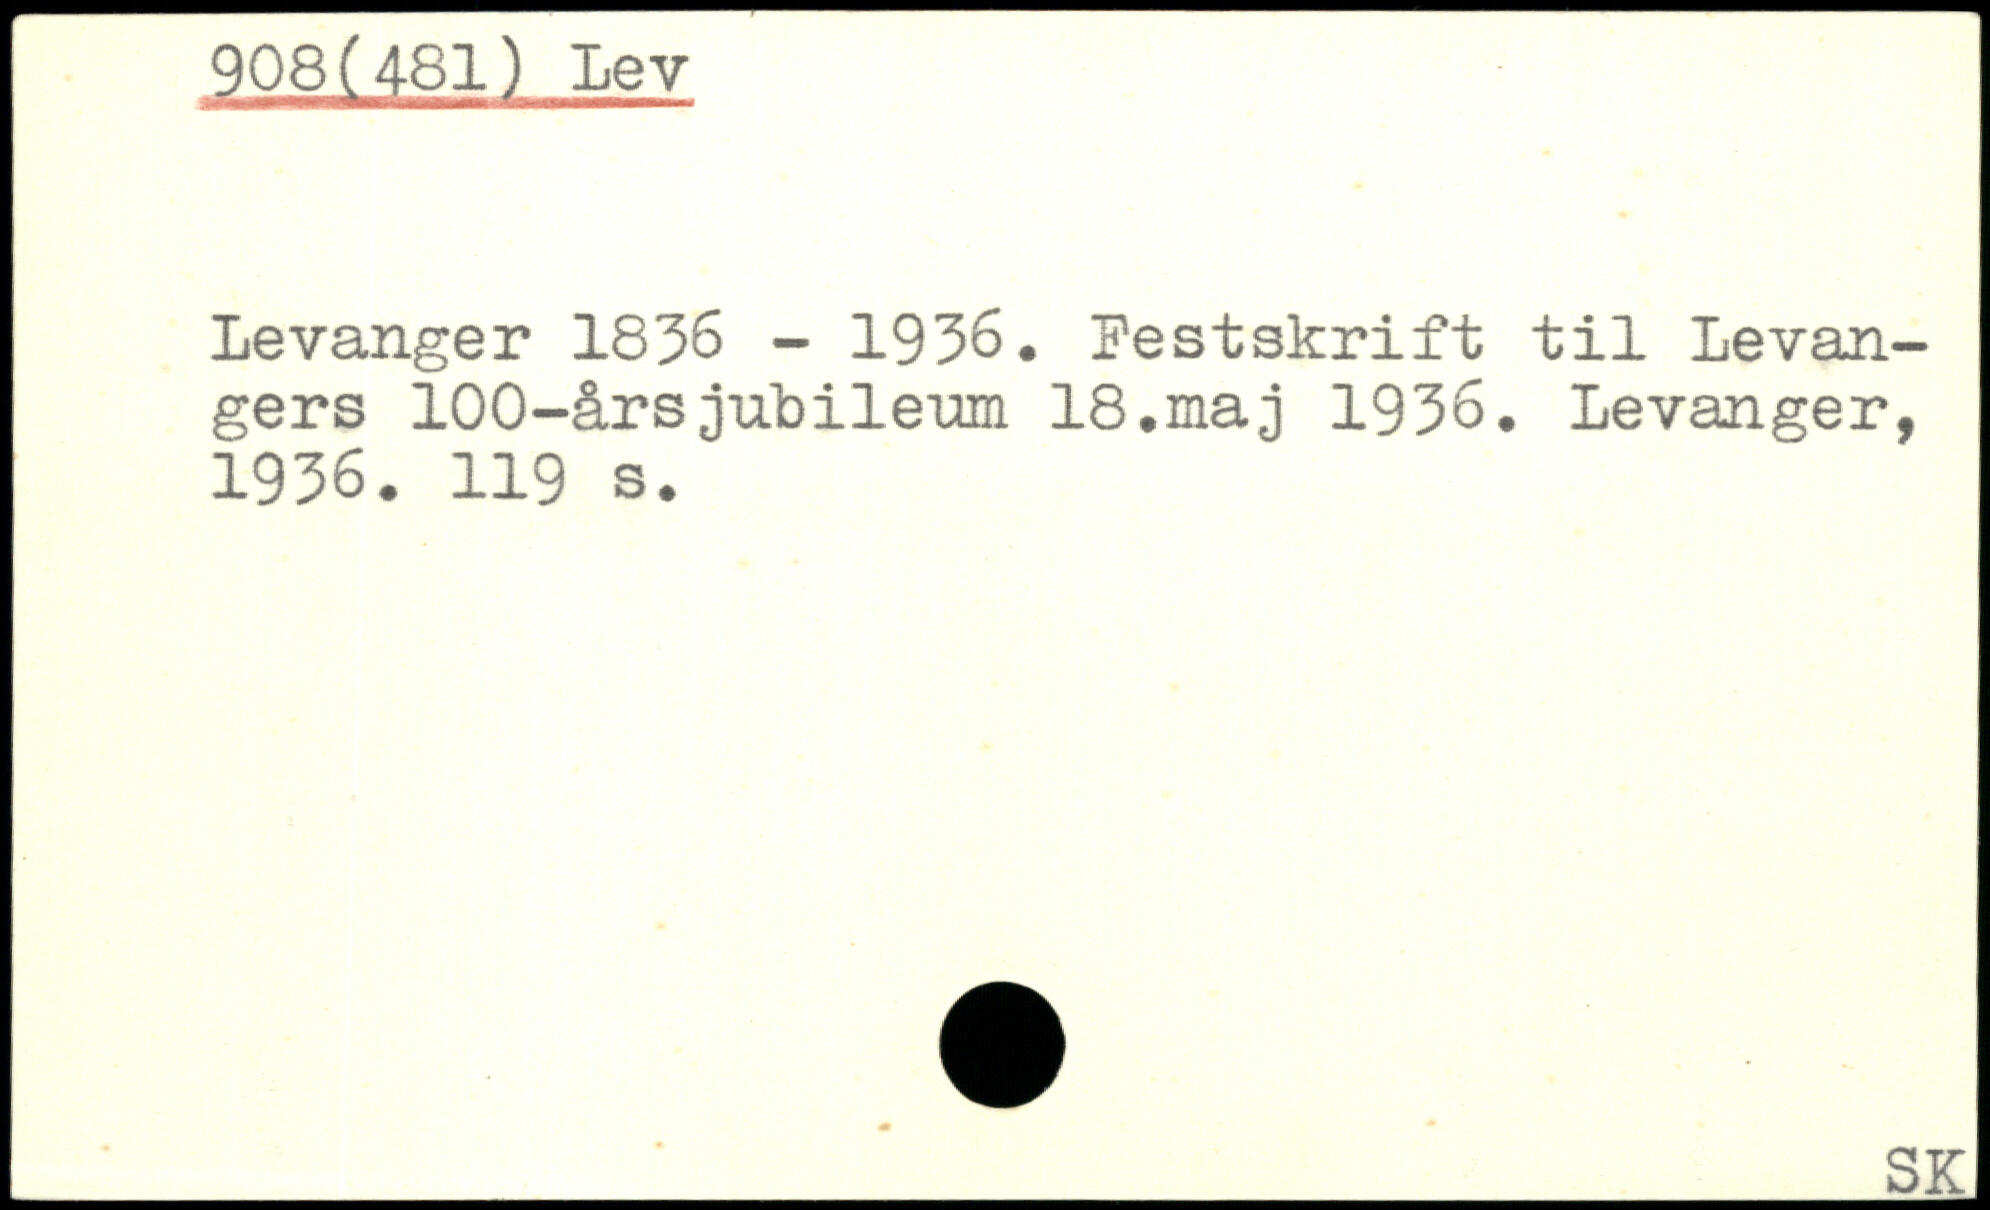 908(481) Lev
Levanger 1836 - 1936. Festskrift til Levan-
gers 100-årsjubileum 18.maj 1936. Levanger,
1936. 119 s.
SK